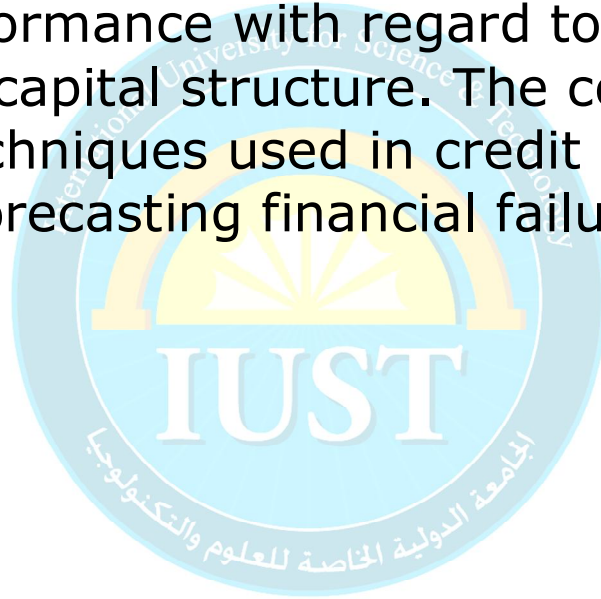 ormance with regard to
capital structure. The c
chniques used in credit
orecasting financial failu
International University for Science & Technology
IUST
الجامعة الدولية الخاصة للعلوم والتكنولوجيا